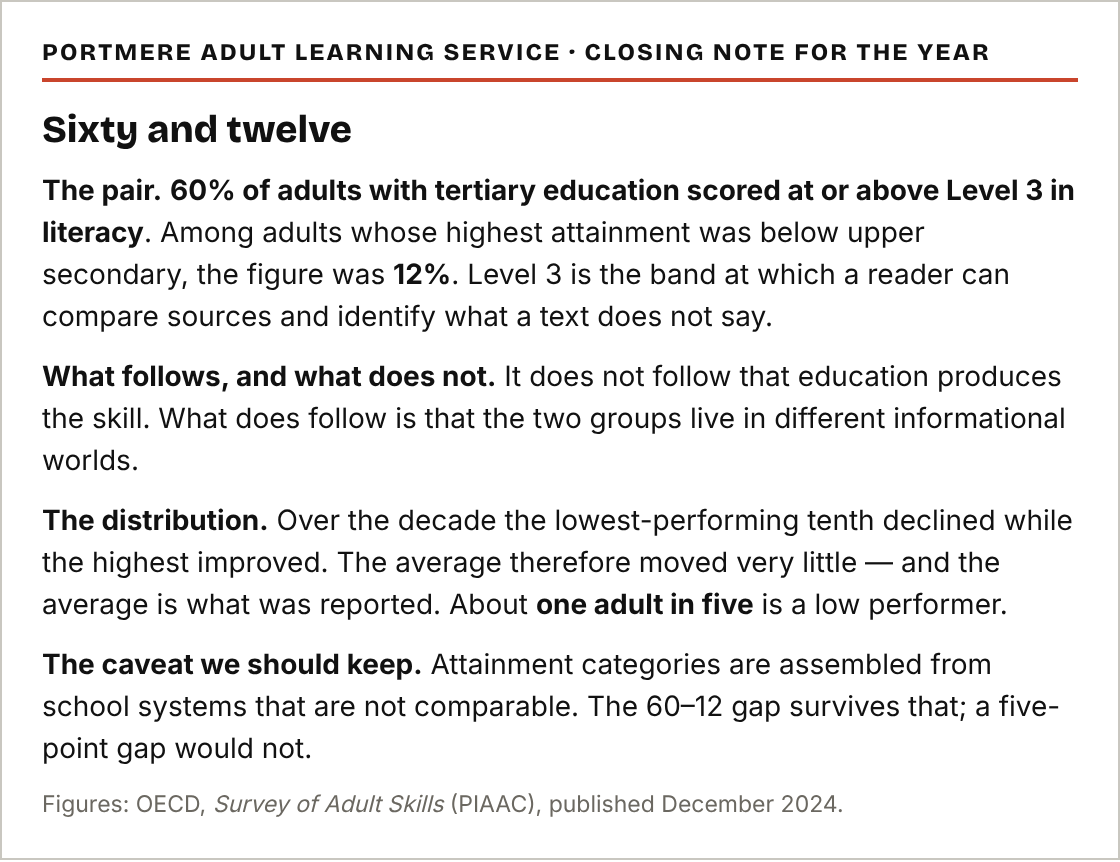 PORTMERE ADULT LEARNING SERVICE · CLOSING NOTE FOR THE YEAR
Sixty and twelve
The pair. 60% of adults with tertiary education scored at or above Level 3 in
literacy. Among adults whose highest attainment was below upper
secondary, the figure was 12%. Level 3 is the band at which a reader can
compare sources and identify what a text does not say.
What follows, and what does not. It does not follow that education produces
the skill. What does follow is that the two groups live in different informational
worlds.
The distribution. Over the decade the lowest-performing tenth declined while
the highest improved. The average therefore moved very little — and the
average is what was reported. About one adult in five is a low performer.
The caveat we should keep. Attainment categories are assembled from
school systems that are not comparable. The 60–12 gap survives that; a five-
point gap would not.
Figures: OECD, Survey of Adult Skills (PIAAC), published December 2024.